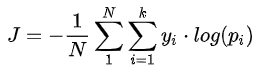 J = -\frac{1}{N} \sum_{1}^{N} \sum_{i=1}^{k} y_i \cdot log(p_i)